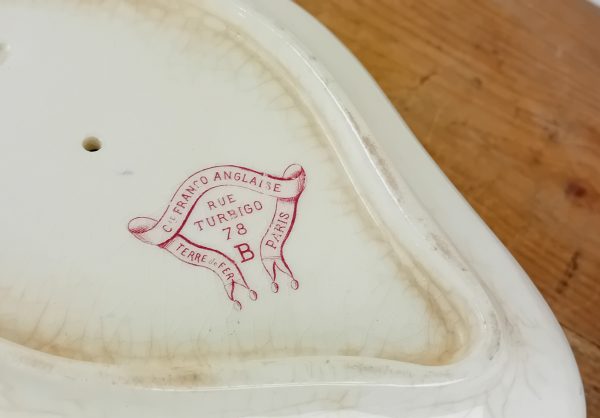 Cie FRANCO ANGLAISE
RUE
TURBIGO
78
B
TERRE de FER
PARIS